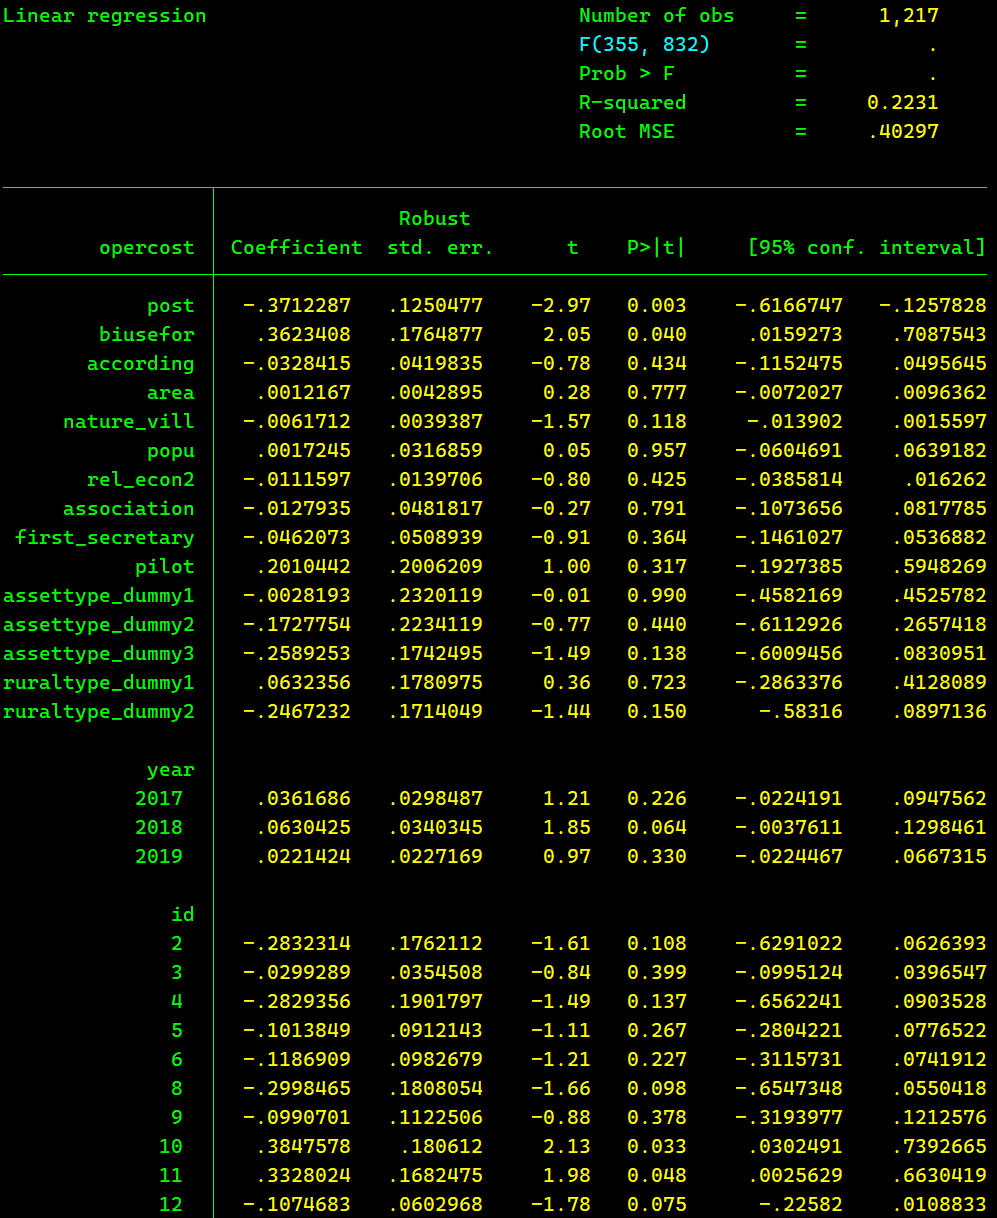 Linear regression Number of obs = 1,217
F(355, 832) = .
Prob > F = .
R-squared = 0.2231
Root MSE = .40297
Robust
opercost Coefficient std. err. t P>|t| [95% conf. interval]
post -.3712287 .1250477 -2.97 0.003 -.6166747 -.1257828
biusefor .3623408 .1764877 2.05 0.040 .0159273 .7087543
according -.0328415 .0419835 -0.78 0.434 -.1152475 .0495645
area .0012167 .0042895 0.28 0.777 -.0072027 .0096362
nature_vill -.0061712 .0039387 -1.57 0.118 -.013902 .0015597
popu .0017245 .0316859 0.05 0.957 -.0604691 .0639182
rel_econ2 -.0111597 .0139706 -0.80 0.425 -.0385814 .016262
association -.0127935 .0481817 -0.27 0.791 -.1073656 .0817785
first_secretary -.0462073 .0508939 -0.91 0.364 -.1461027 .0536882
pilot .2010442 .2006209 1.00 0.317 -.1927385 .5948269
assettype_dummy1 -.0028193 .2320119 -0.01 0.990 -.4582169 .4525782
assettype_dummy2 -.1727754 .2234119 -0.77 0.440 -.6112926 .2657418
assettype_dummy3 -.2589253 .1742495 -1.49 0.138 -.6009456 .0830951
ruraltype_dummy1 .0632356 .1780975 0.36 0.723 -.2863376 .4128089
ruraltype_dummy2 -.2467232 .1714049 -1.44 0.150 -.58316 .0897136
year
2017 .0361686 .0298487 1.21 0.226 -.0224191 .0947562
2018 .0630425 .0340345 1.85 0.064 -.0037611 .1298461
2019 .0221424 .0227169 0.97 0.330 -.0224467 .0667315
id
2 -.2832314 .1762112 -1.61 0.108 -.6291022 .0626393
3 -.0299289 .0354508 -0.84 0.399 -.0995124 .0396547
4 -.2829356 .1901797 -1.49 0.137 -.6562241 .0903528
5 -.1013849 .0912143 -1.11 0.267 -.2804221 .0776522
6 -.1186909 .0982679 -1.21 0.227 -.3115731 .0741912
8 -.2998465 .1808054 -1.66 0.098 -.6547348 .0550418
9 -.0990701 .1122506 -0.88 0.378 -.3193977 .1212576
10 .3847578 .180612 2.13 0.033 .0302491 .7392665
11 .3328024 .1682475 1.98 0.048 .0025629 .6630419
12 -.1074683 .0602968 -1.78 0.075 -.22582 .0108833